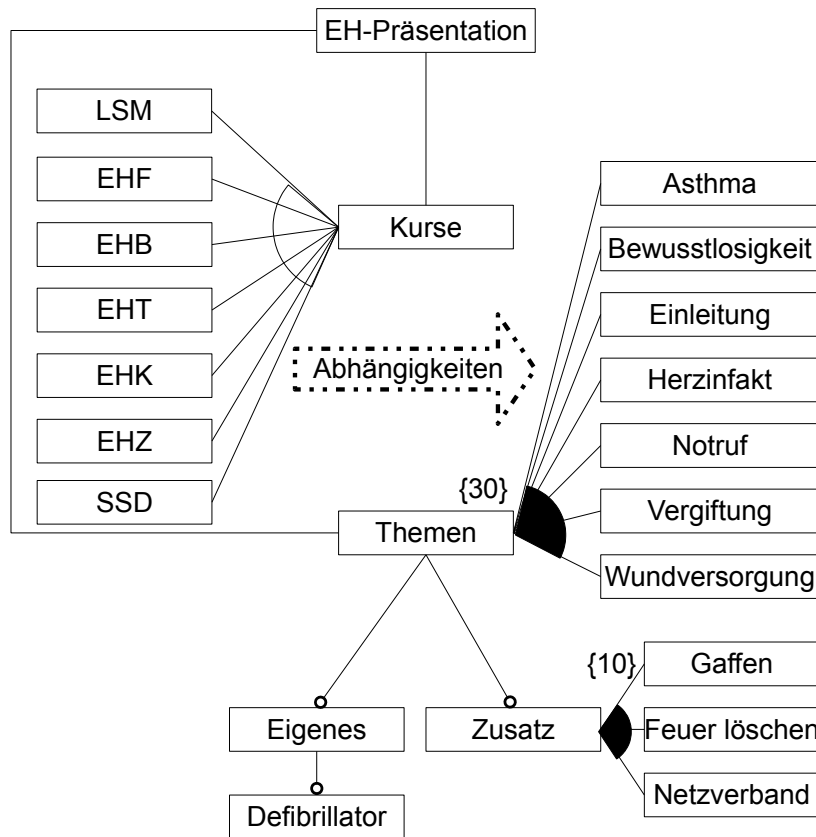 EH-Präsentation
LSM
EHF
EHB
EHT
EHK
EHZ
SSD
Kurse
Abhängigkeiten
Asthma
Bewusstlosigkeit
Einleitung
Herzinfakt
Notruf
Vergiftung
Wundversorgung
{30}
Themen
Eigenes
Defibrillator
Zusatz
{10}
Gaffen
Feuer löschen
Netzverband